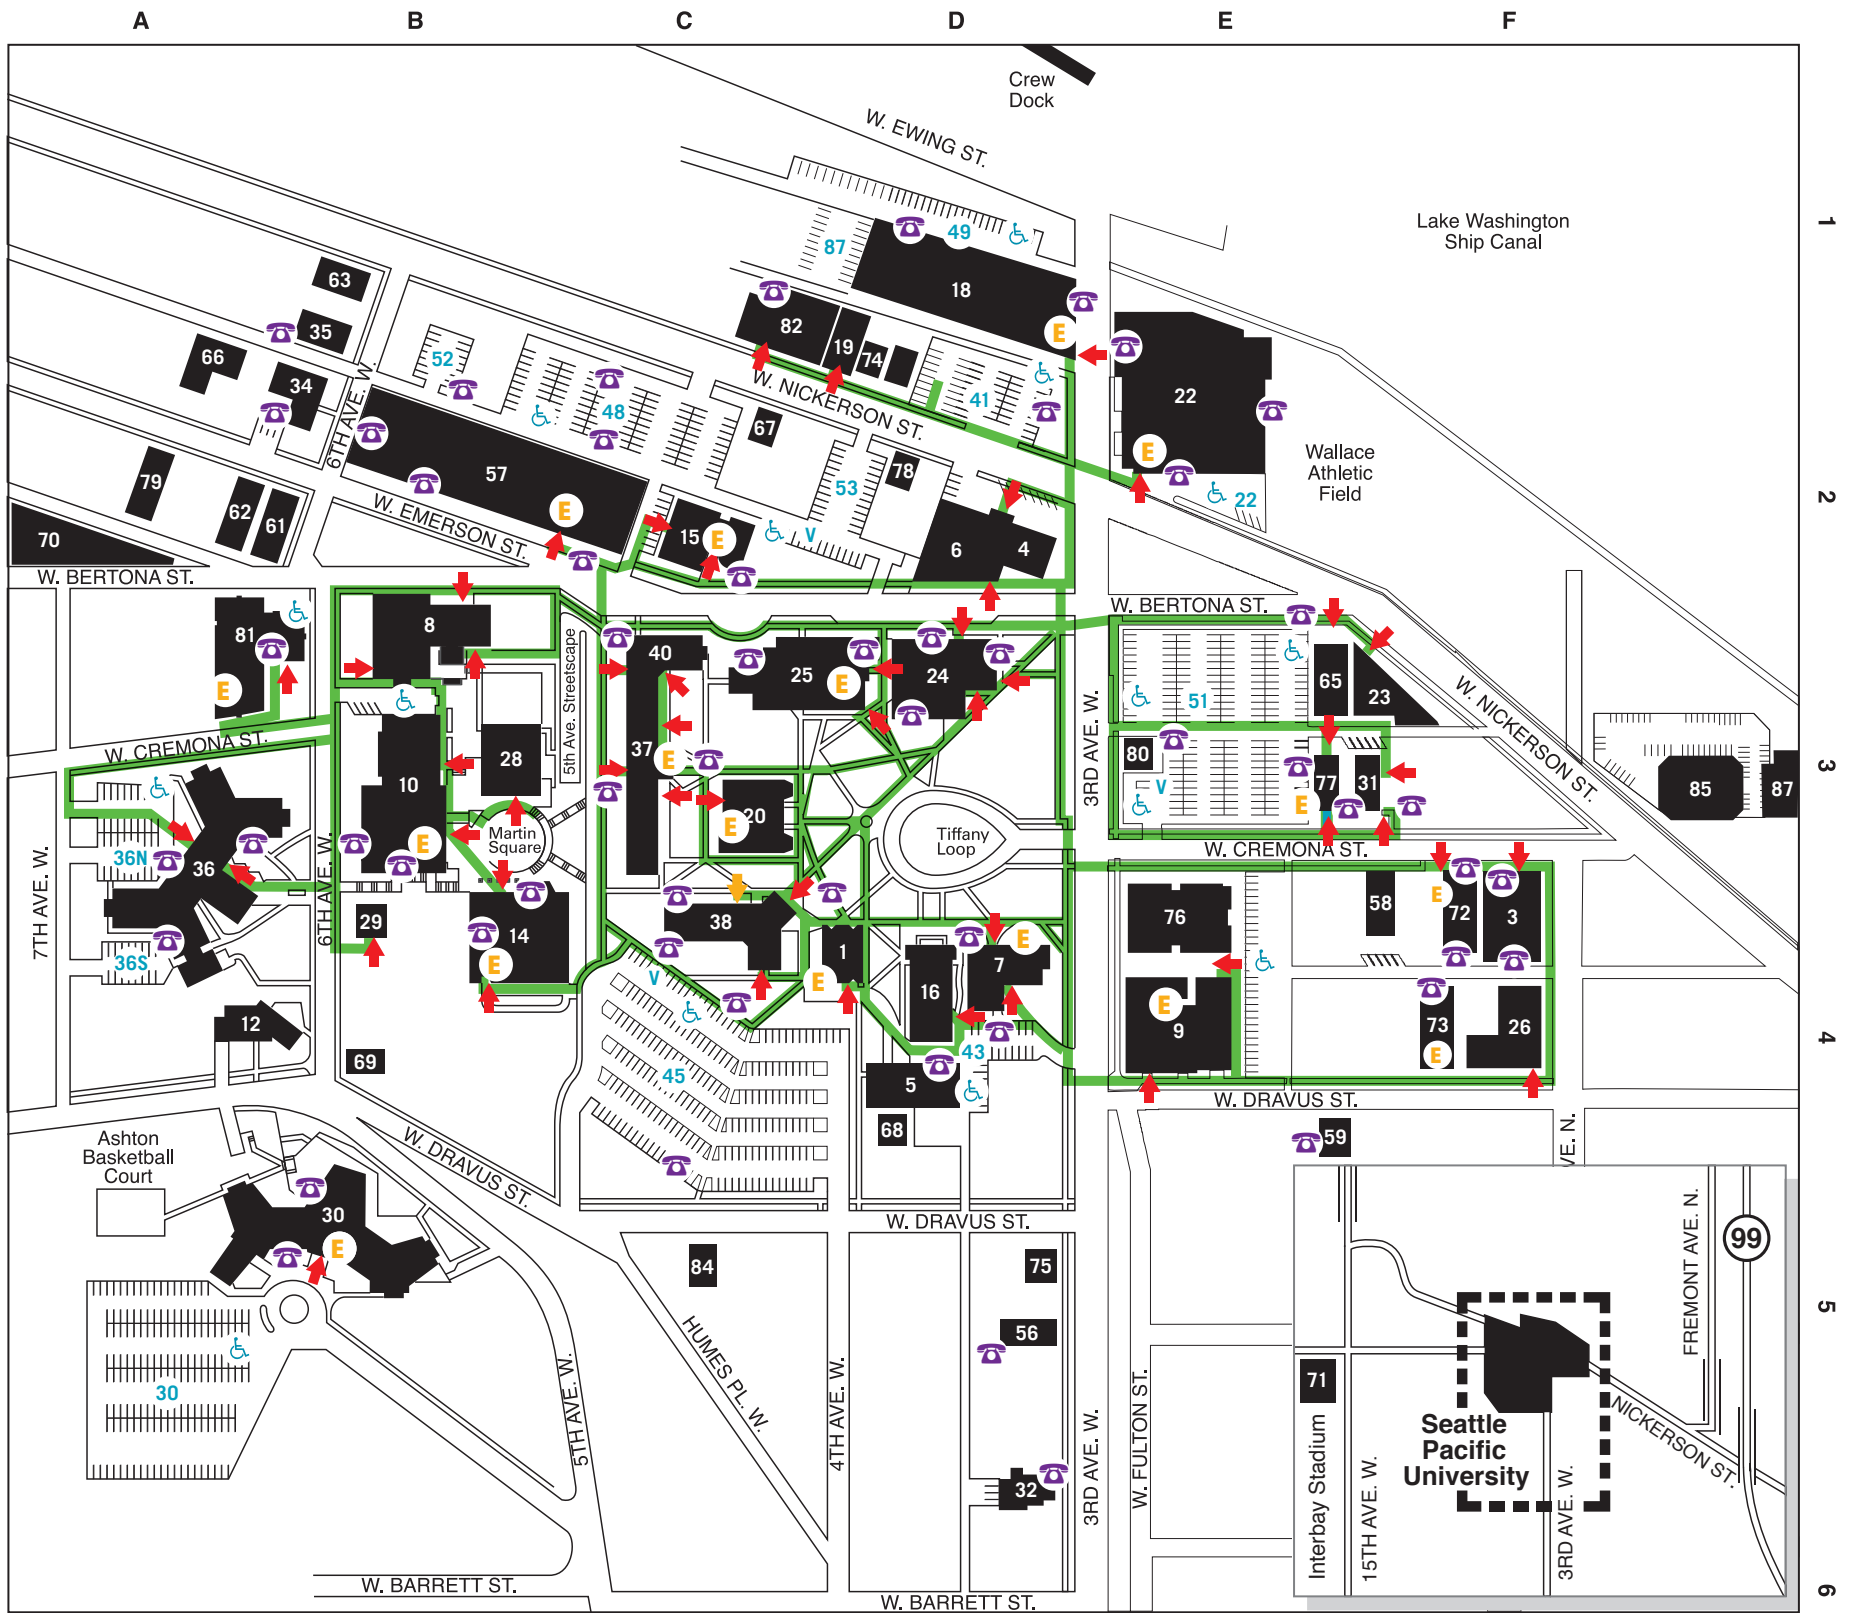 A B C D E F
Crew
Dock
W. EWING ST.
1
Lake Washington
Ship Canal
49
87
18
63
35
82
19
74
66
52
34
6TH AVE. W.
48
W. NICKERSON ST.
41
22
67
57
79
78
53
Wallace
Athletic
Field
62
61
W. EMERSON ST.
E
E
E
E
22
2
70
15
V
6
4
W. BERTONA ST.
W. BERTONA ST.
81
8
5th Ave. Streetscape
40
25
24
65
23
E
E
51
3RD AVE. W.
W. NICKERSON ST.
W. CREMONA ST.
28
37
E
80
10
V
77
31
85
87
3
E
20
E
Martin
Square
E
Tiffany
Loop
W. CREMONA ST.
36N
36
7TH AVE. W.
6TH AVE. W.
29
14
E
38
1
E
7
E
76
58
E
72
3
36S
V
16
9
E
12
69
45
43
5
73
E
26
4
W. DRAVUS ST.
68
59
VE. N.
Ashton
Basketball
Court
W. DRAVUS ST.
W. DRAVUS ST.
30
E
84
75
56
HUMES PL. W.
4TH AVE. W.
5TH AVE. W.
3RD AVE. W.
W. FULTON ST.
30
32
99
FREMONT AVE. N.
71
Seattle
Pacific
University
NICKERSON ST.
Interbay Stadium
15TH AVE. W.
3RD AVE. W.
5
W. BARRETT ST.
W. BARRETT ST.
6